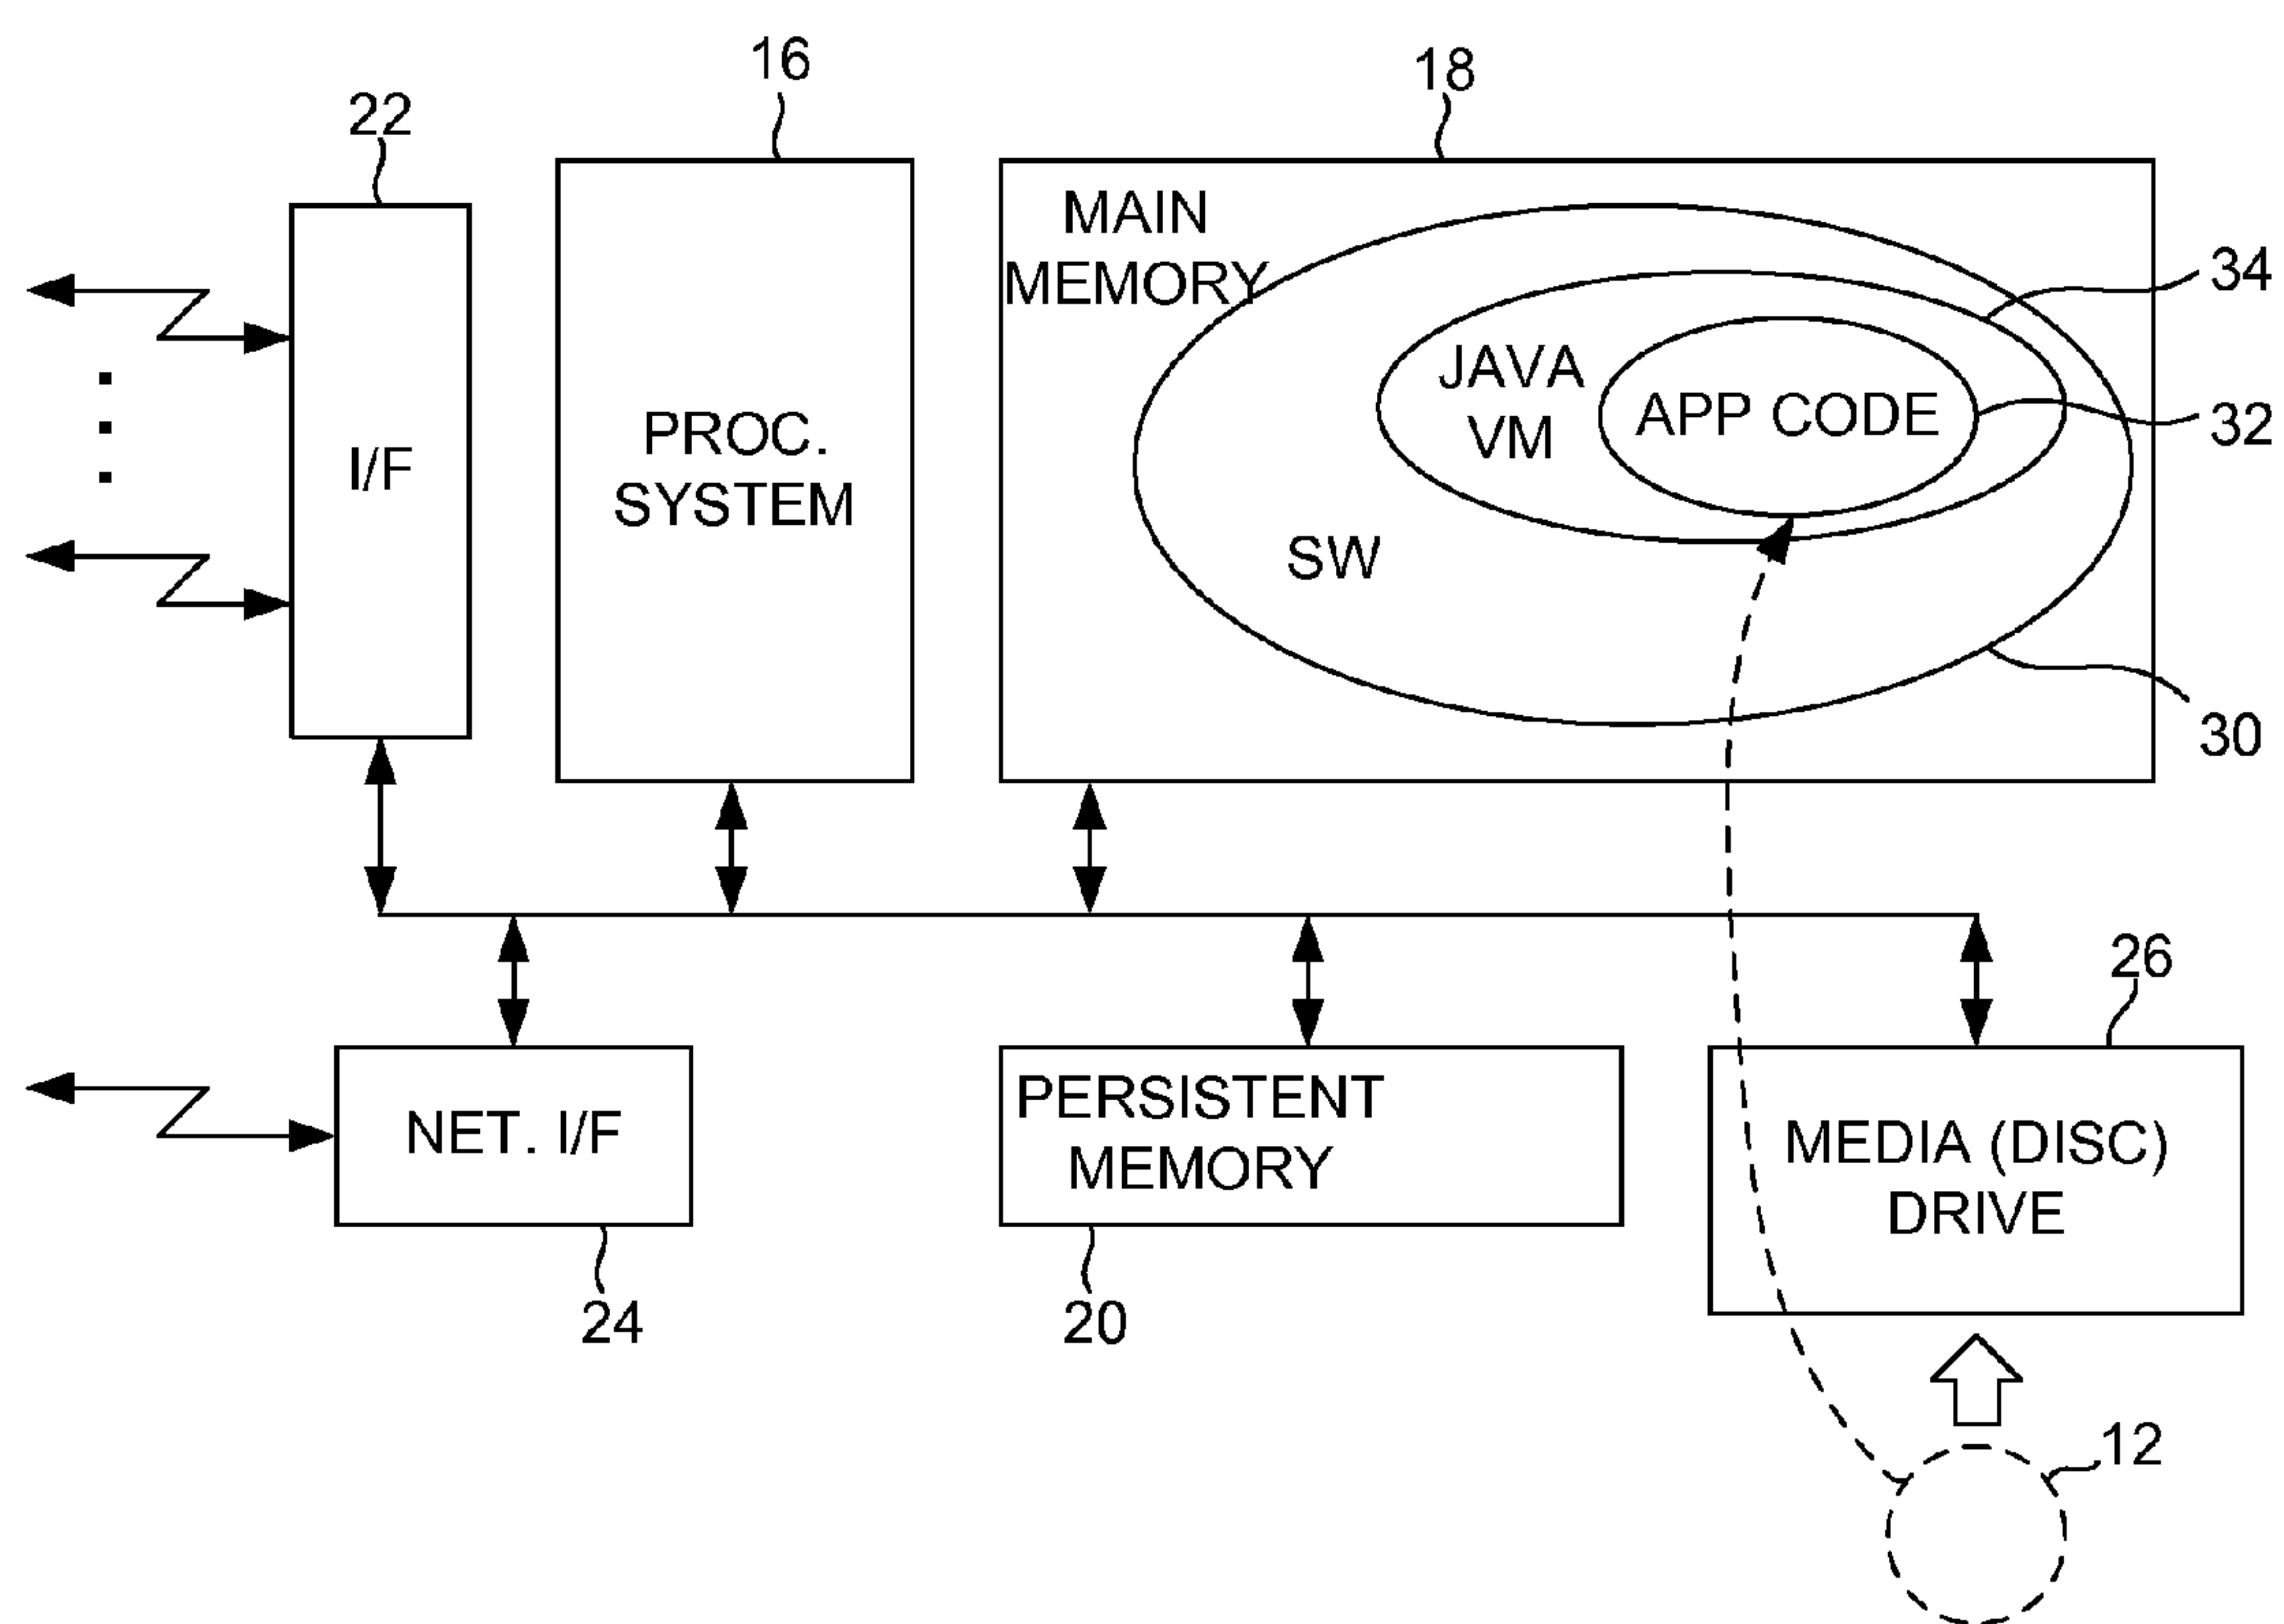 16
18
22
MAIN
MEMORY
34
JAVA
VM
APP CODE
32
PROC.
SYSTEM
I/F
SW
30
26
NET. I/F
PERSISTENT
MEMORY
MEDIA (DISC)
DRIVE
24
20
12